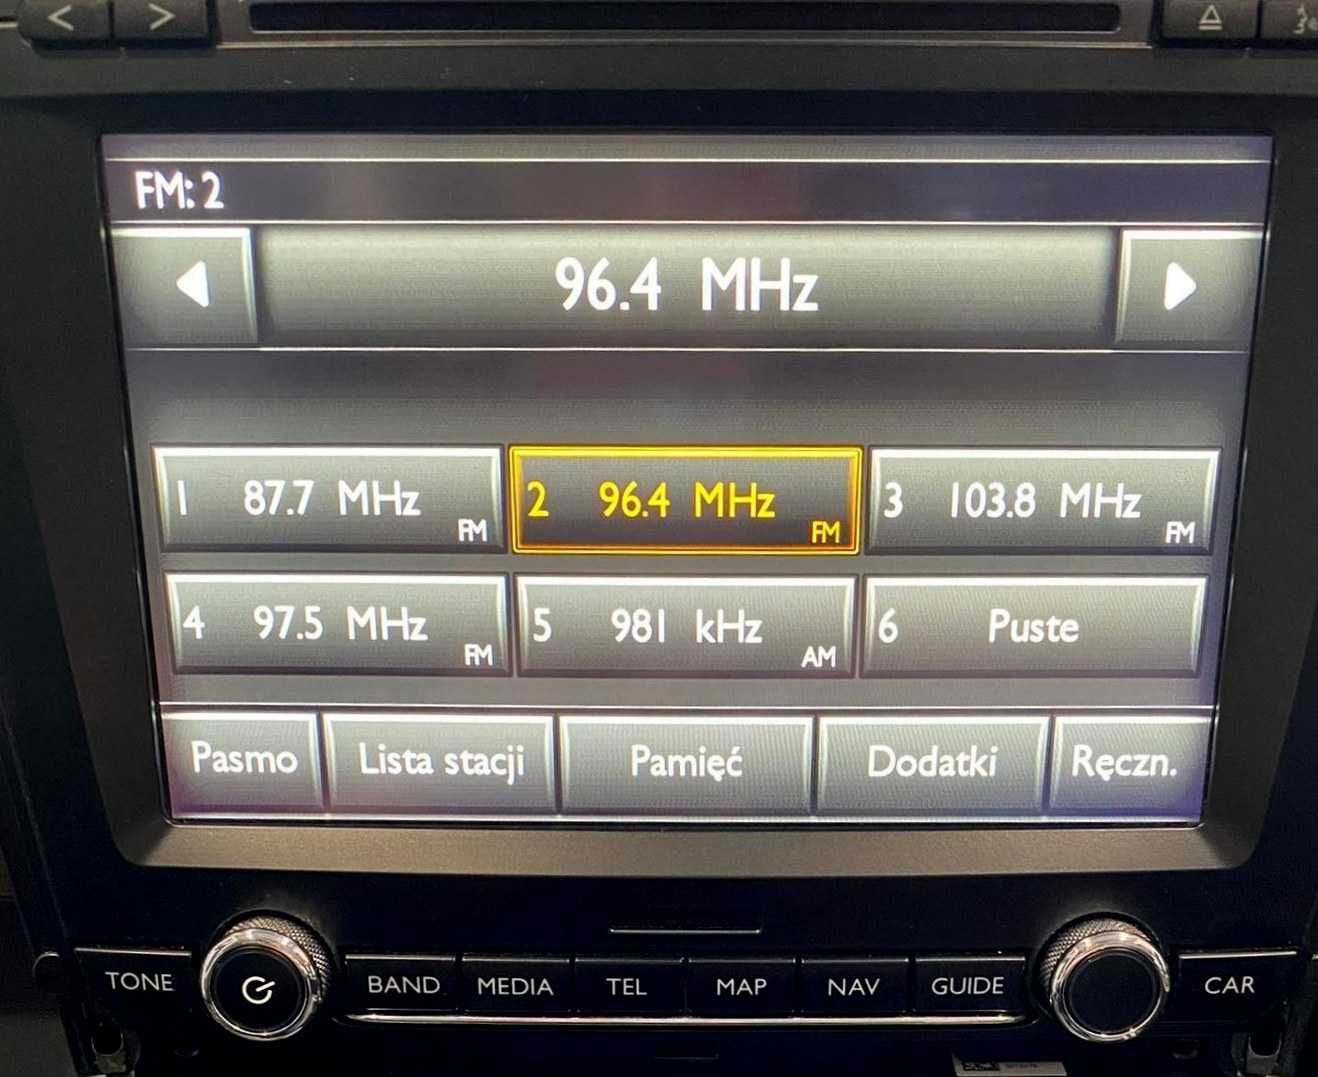 FM: 2
96.4 MHz
1 87.7 MHz FM
2 96.4 MHz FM
3 103.8 MHz FM
4 97.5 MHz FM
5 981 kHz AM
6 Puste
Pasmo Lista stacji Pamięć Dodatki Ręczn.
TONE BAND MEDIA TEL MAP NAV GUIDE CAR